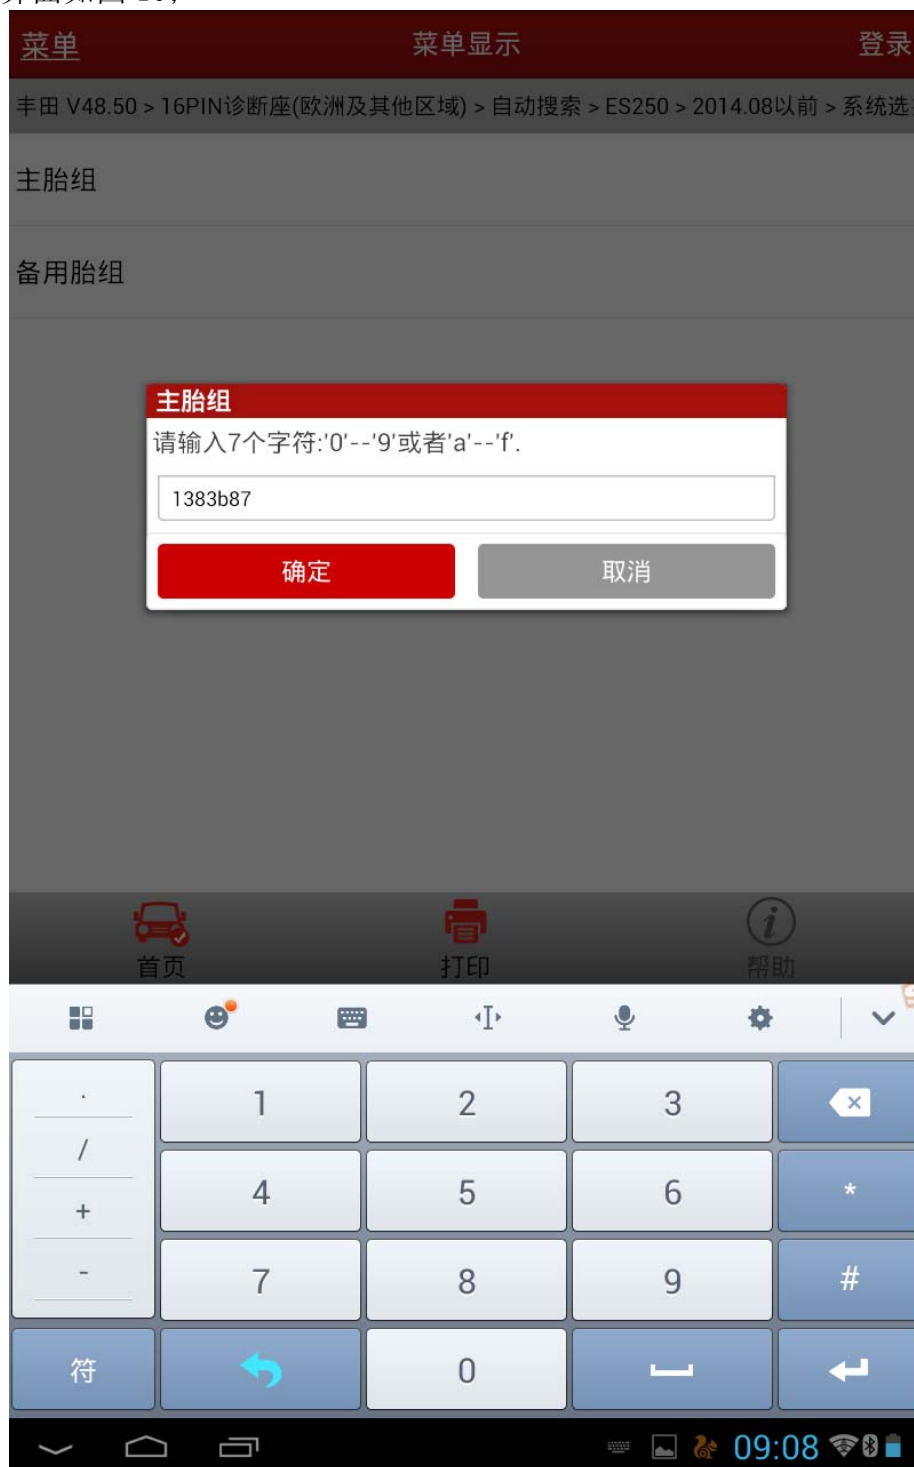 菜单 菜单显示 登录
丰田 V48.50 > 16PIN诊断座(欧洲及其他区域) > 自动搜索 > ES250 > 2014.08以前 > 系统选
主胎组
备用胎组
主胎组
请输入7个字符:'0'--'9'或者'a'--'f'.
1383b87
确定 取消
首页 打印 帮助
· 1 2 3
/
4 5 6 *
+
- 7 8 9 #
符 0
09:08